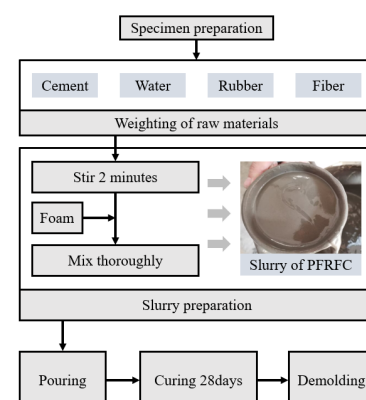 Specimen preparation
Cement Water Rubber Fiber
Weighting of raw materials
Stir 2 minutes
Foam
Mix thoroughly
Slurry of PFRFC
Slurry preparation
Pouring Curing 28days Demolding